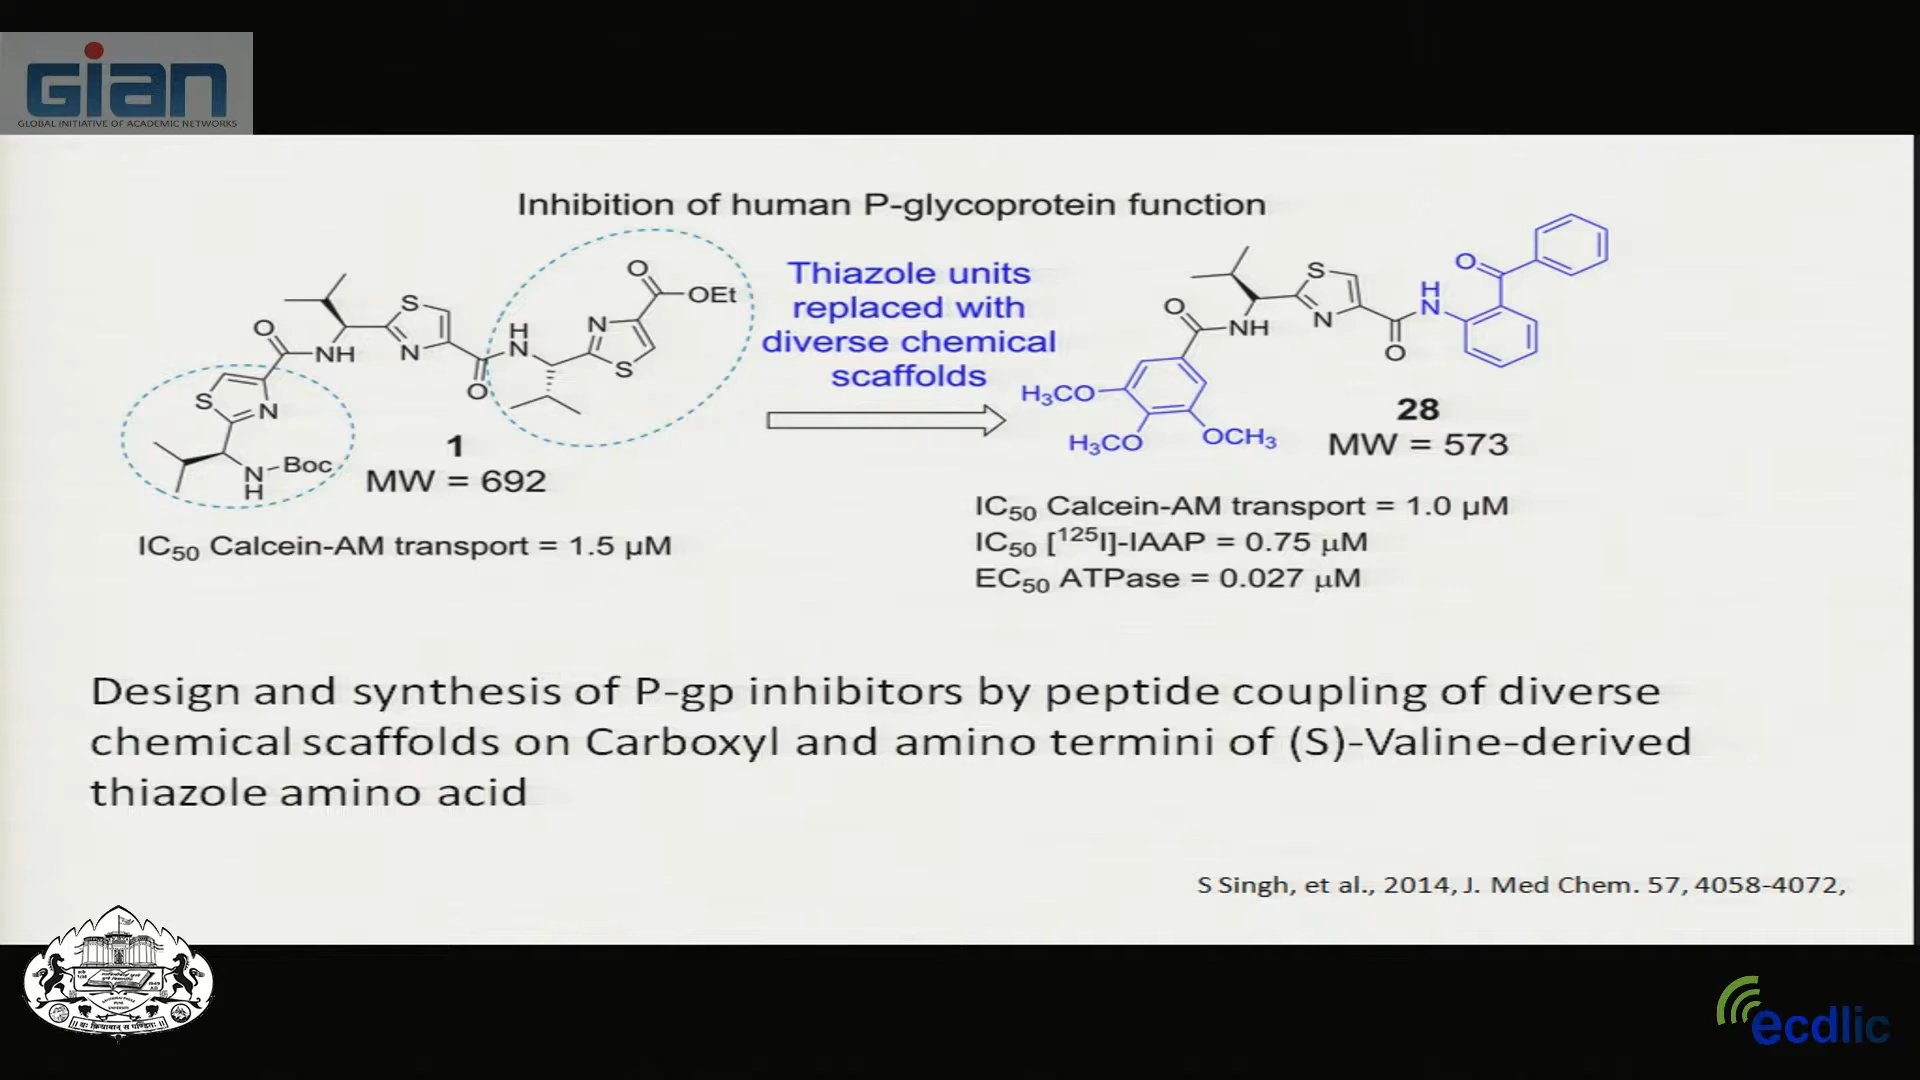 Gian
GLOBAL INITIATIVE OF ACADEMIC NETWORKS
Inhibition of human P-glycoprotein function
O
OEt
S
N
H
N
O
NH
N
S
O
S
N
N
H
Boc
1
MW = 692
IC50 Calcein-AM transport = 1.5 µM
Thiazole units
replaced with
diverse chemical
scaffolds
O
NH
S
N
O
H
N
O
H3CO
H3CO
OCH3
28
MW = 573
IC50 Calcein-AM transport = 1.0 µM
IC50 [125I]-IAAP = 0.75 µM
EC50 ATPase = 0.027 µM
Design and synthesis of P-gp inhibitors by peptide coupling of diverse
chemical scaffolds on Carboxyl and amino termini of (S)-Valine-derived
thiazole amino acid
S Singh, et al., 2014, J. Med Chem. 57, 4058-4072,
ecdlic